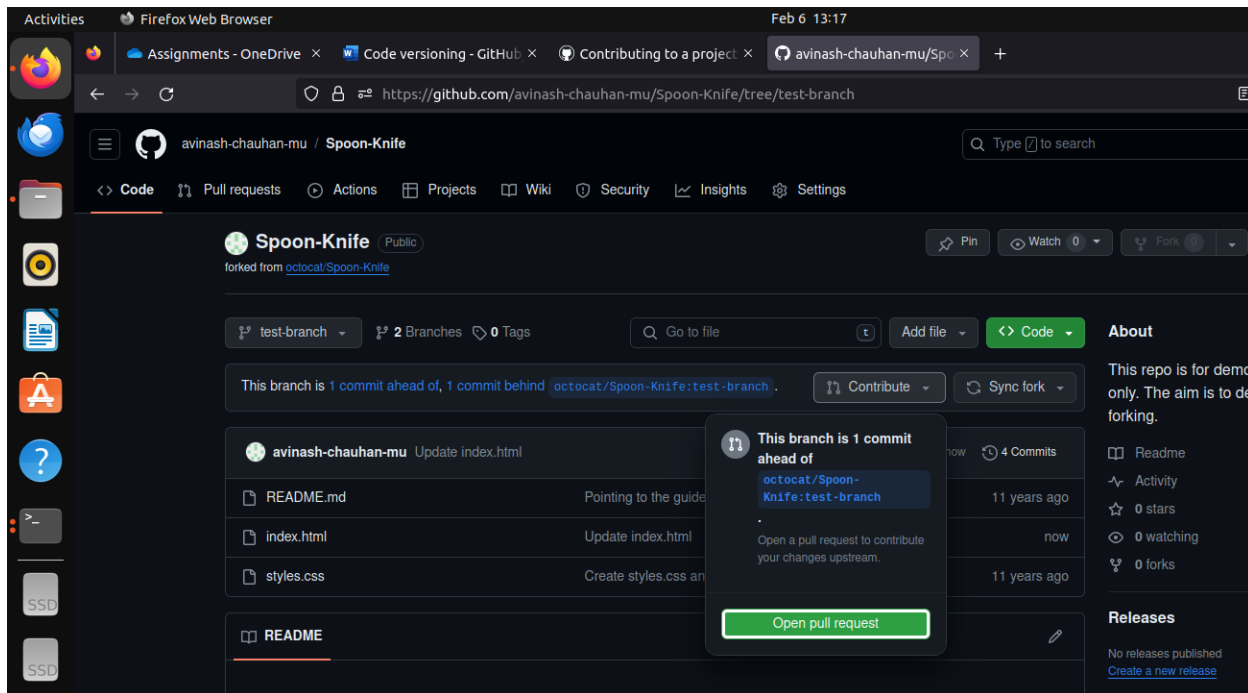 Activities Firefox Web Browser Feb 6 13:17
Assignments - OneDrive × Code versioning - GitHub × Contributing to a project × avinash-chauhan-mu/Spo × +
https://github.com/avinash-chauhan-mu/Spoon-Knife/tree/test-branch
avinash-chauhan-mu / Spoon-Knife Type / to search
<> Code Pull requests Actions Projects Wiki Security Insights Settings
Spoon-Knife Public Pin Watch 0 Fork 0
forked from octocat/Spoon-Knife
test-branch 2 Branches 0 Tags Go to file t Add file <> Code About
This branch is 1 commit ahead of, 1 commit behind octocat/Spoon-Knife:test-branch . Contribute Sync fork
This repo is for demo
only. The aim is to de
forking.
This branch is 1 commit
ahead of
octocat/Spoon-
Knife:test-branch
.
Open a pull request to contribute
your changes upstream.
Open pull request
avinash-chauhan-mu Update index.html now 4 Commits
README.md Pointing to the guide 11 years ago
index.html Update index.html now
styles.css Create styles.css an 11 years ago
README
Readme
Activity
0 stars
0 watching
0 forks
Releases
No releases published
Create a new release
SSD
SSD